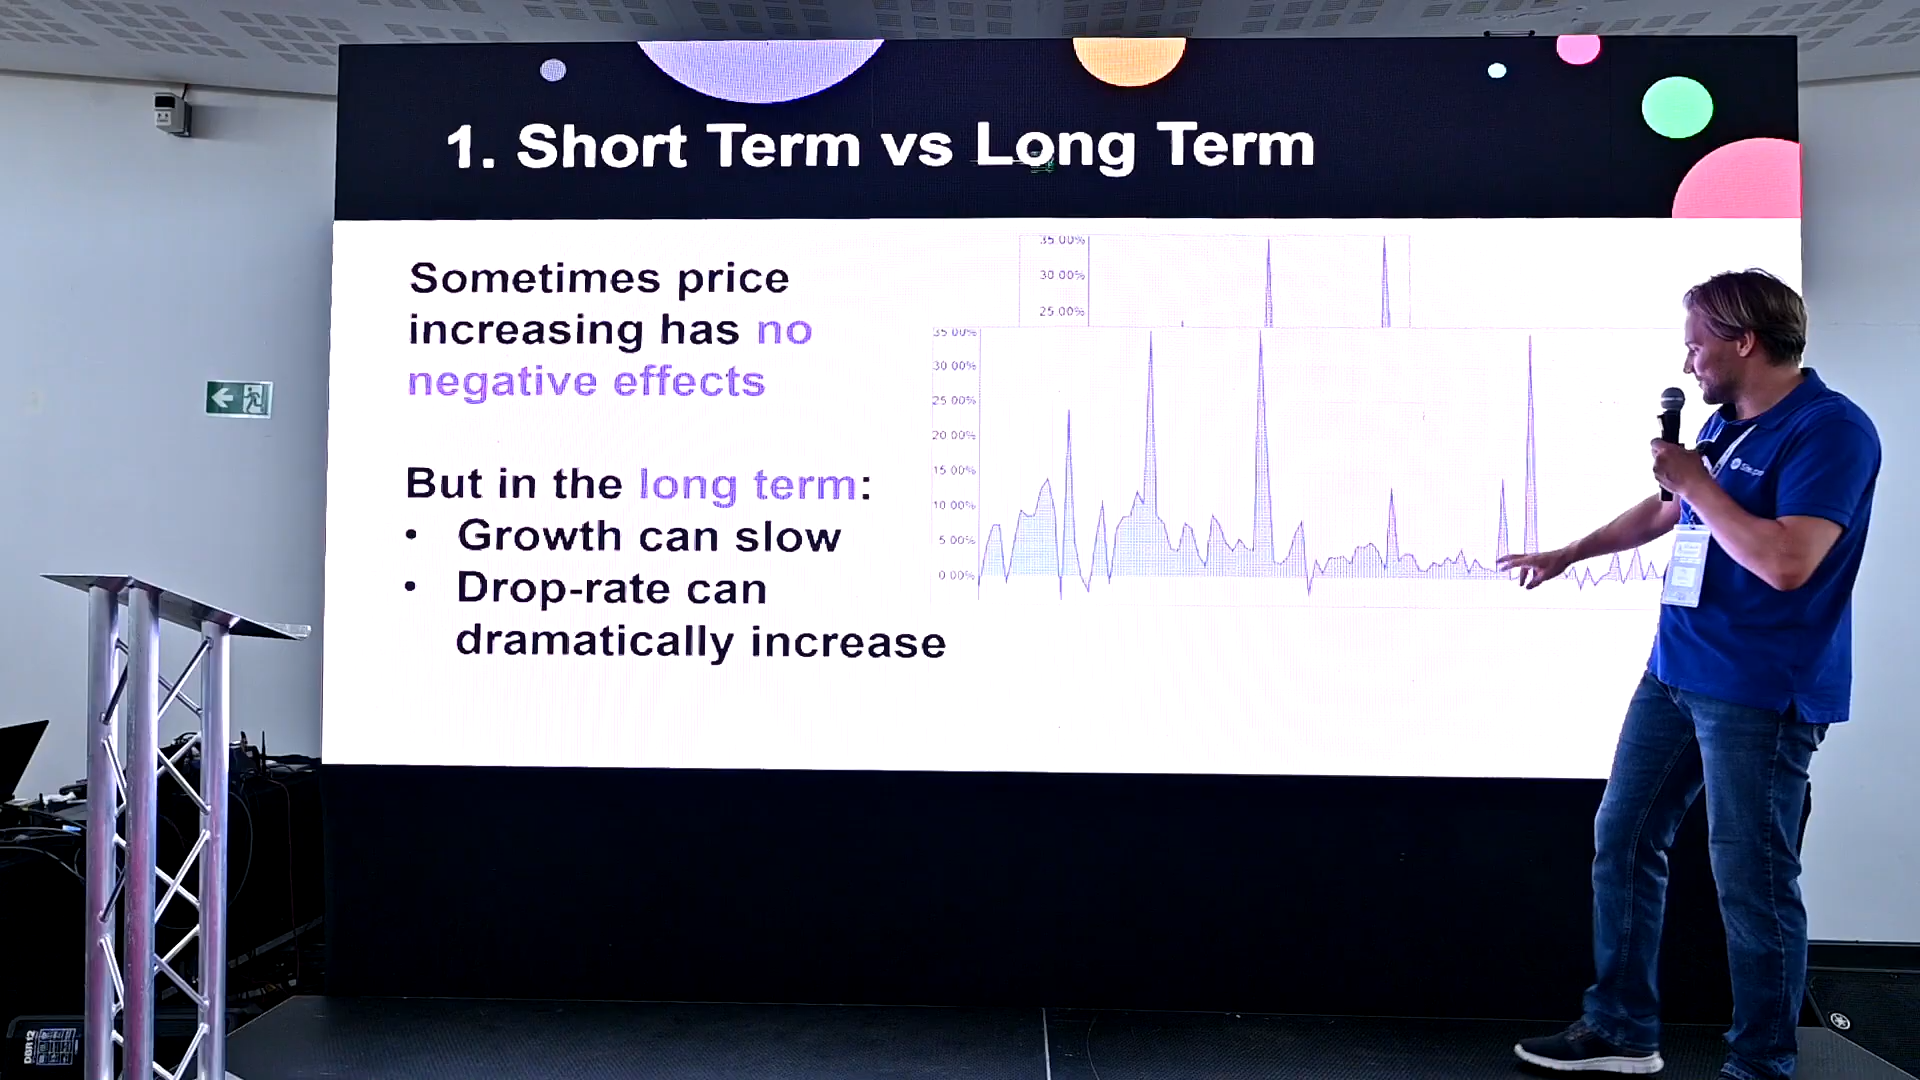 1. Short Term vs Long Term
Sometimes price
increasing has no
negative effects
But in the long term:
• Growth can slow
• Drop-rate can
dramatically increase
35.00%
30.00%
25.00%
35.00%
30.00%
25.00%
20.00%
15.00%
10.00%
5.00%
0.00%
DBR12